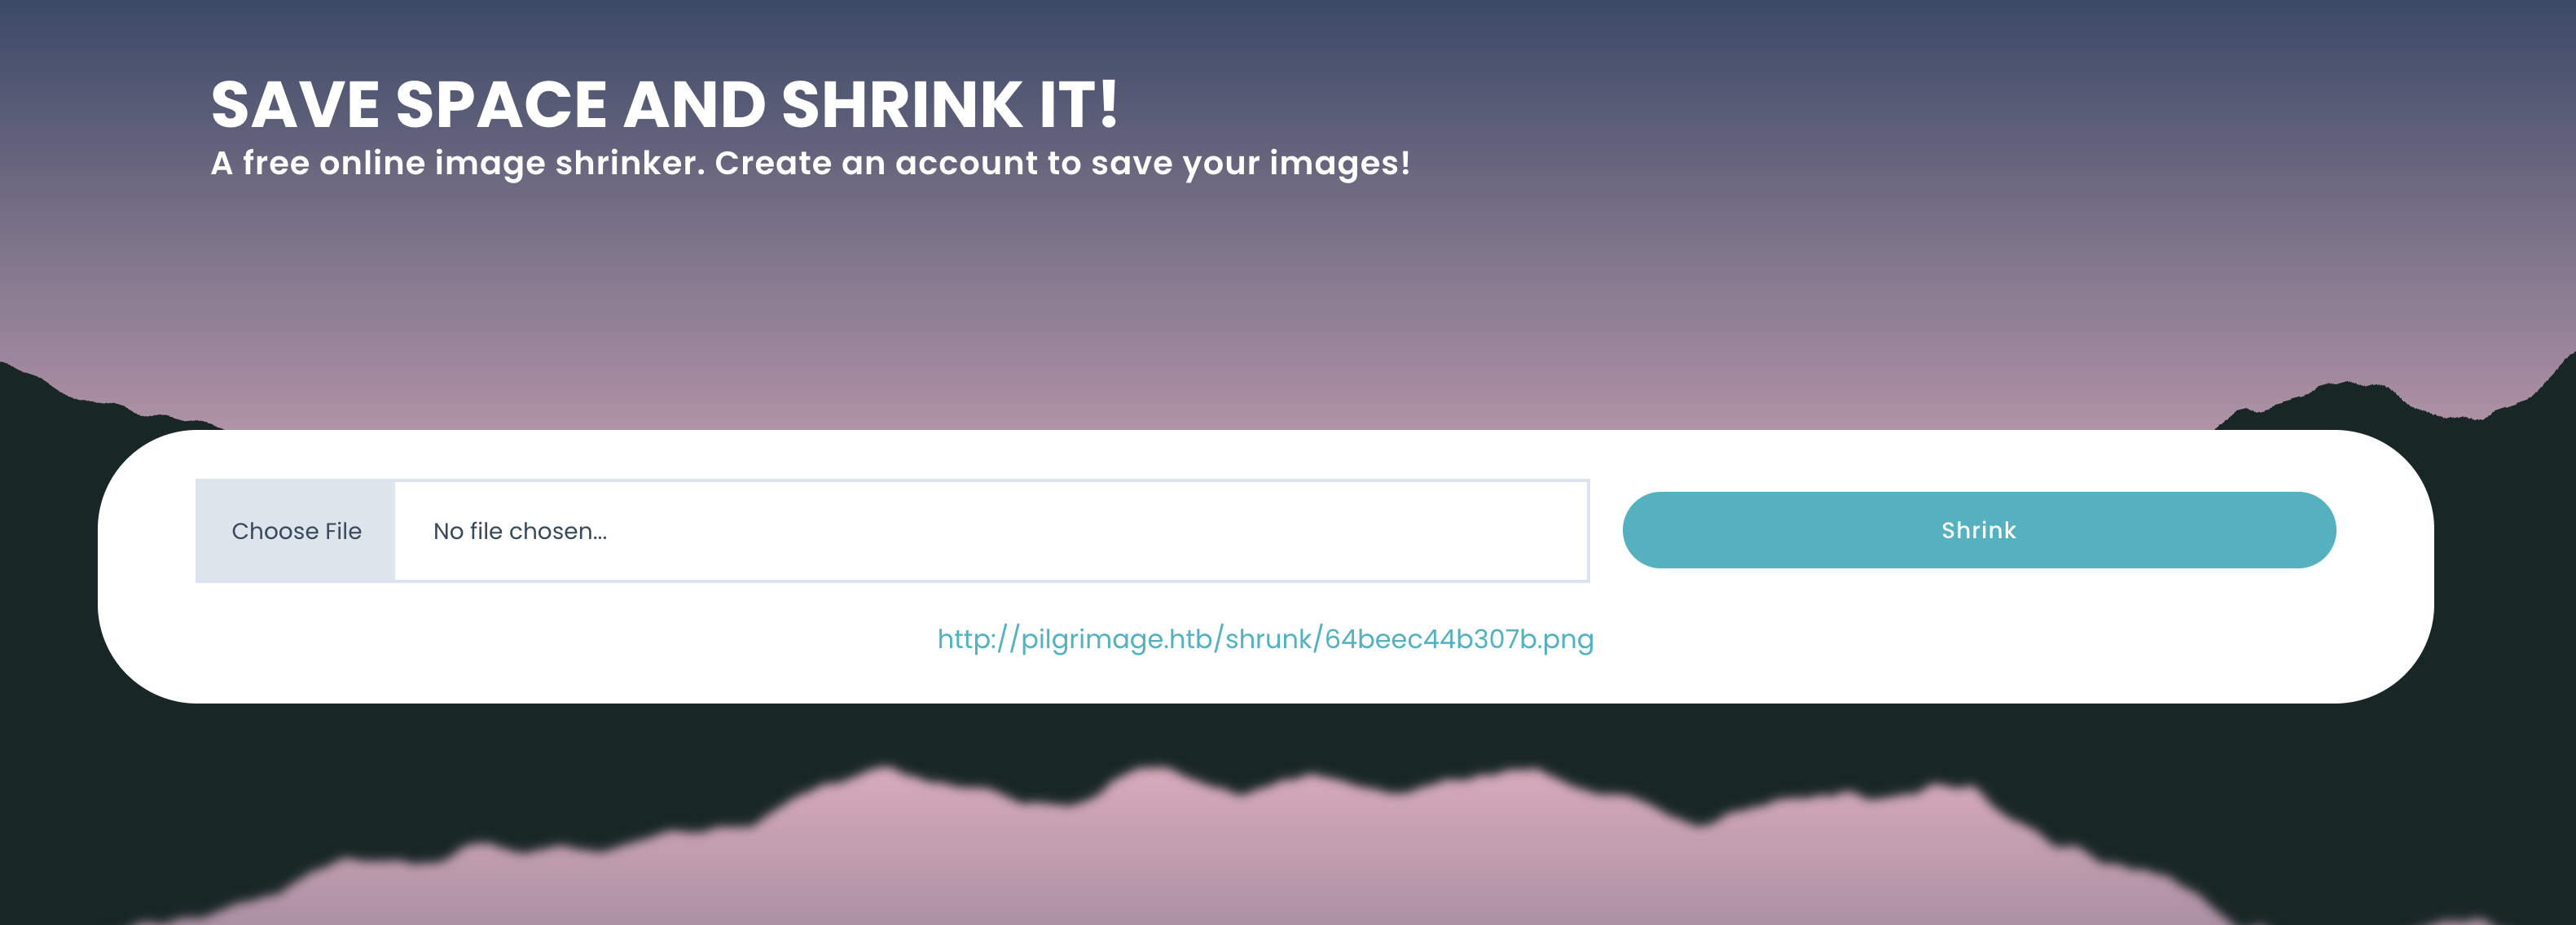 SAVE SPACE AND SHRINK IT!
A free online image shrinker. Create an account to save your images!
Choose File
No file chosen...
Shrink
http://pilgrimage.htb/shrunk/64beec44b307b.png